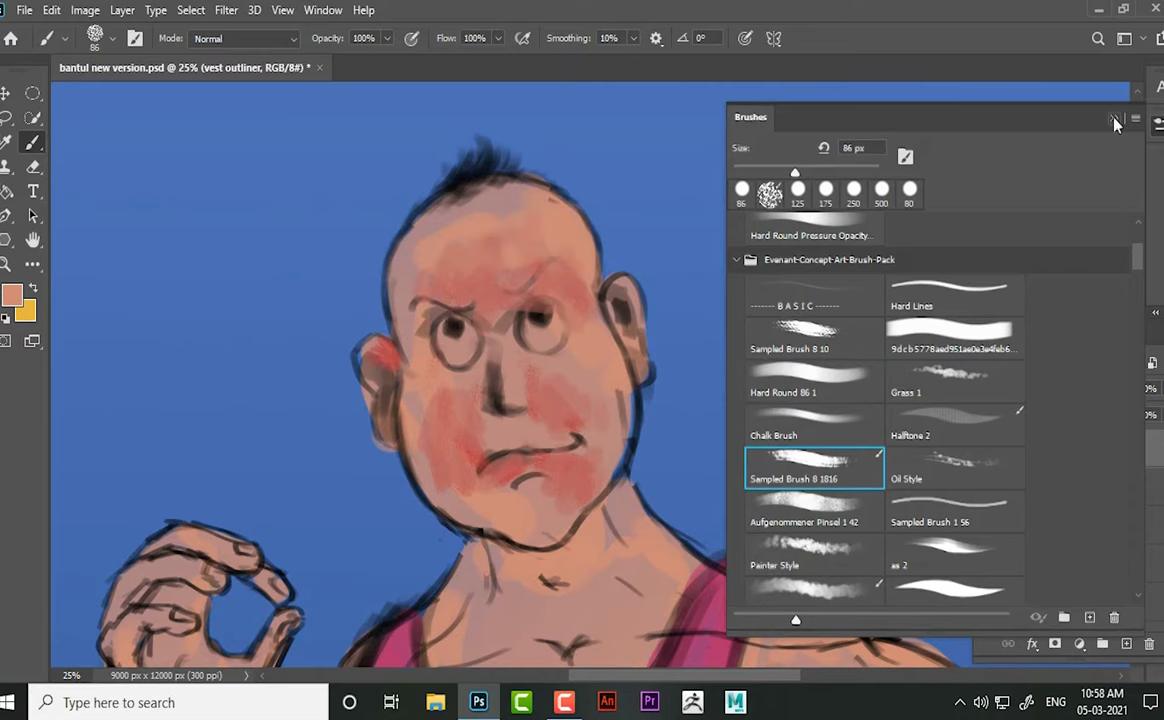 File Edit Image Layer Type Select Filter 3D View Window Help
86 Mode: Normal Opacity: 100% Flow: 100% Smoothing: 10% 0°
bantul new version.psd @ 25% (vest outliner, RGB/8#) *
Brushes
Size: 86 px
86 125 175 250 500 80
Hard Round Pressure Opacity...
Evenant-Concept-Art-Brush-Pack
------- B A S I C ------- Hard Lines
Sampled Brush 8 10 9dcb5778aed951ae0e3e4feb6...
Hard Round 86 1 Grass 1
Chalk Brush Halftone 2
Sampled Brush 8 1816 Oil Style
Aufgenommener Pinsel 1 42 Sampled Brush 1 56
Painter Style as 2
25% 9000 px x 12000 px (300 ppi)
Type here to search Ps An Pr ENG 10:58 AM
05-03-2021